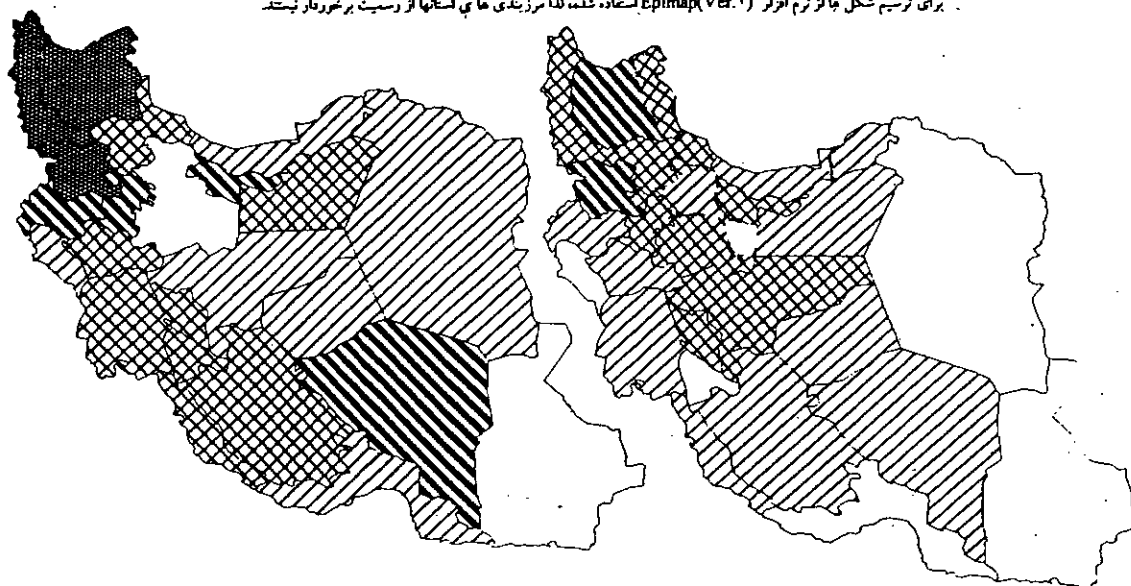 برای ترسیم شکل ها از نرم افزار Epimap(Ver.۱) استفاده شده، لذا مرزبندی های استانها از رسمیت برخوردار نیستند.